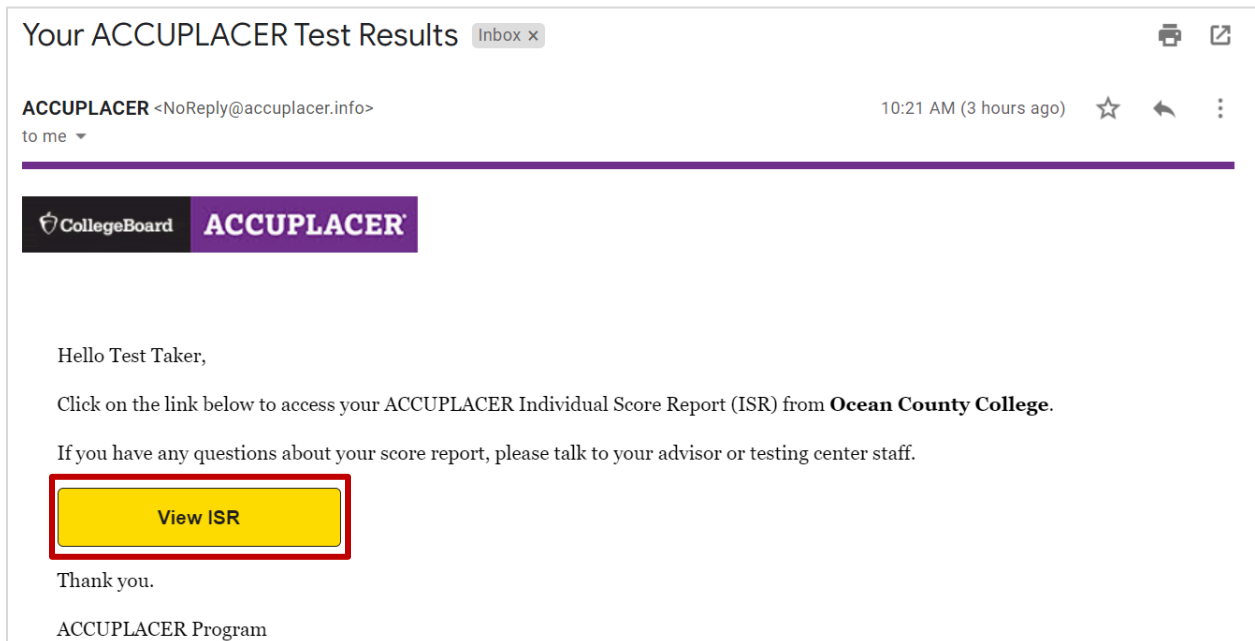 Your ACCUPLACER Test Results Inbox x
ACCUPLACER <NoReply@accuplacer.info> 10:21 AM (3 hours ago)
to me
CollegeBoard ACCUPLACER
Hello Test Taker,
Click on the link below to access your ACCUPLACER Individual Score Report (ISR) from Ocean County College.
If you have any questions about your score report, please talk to your advisor or testing center staff.
View ISR
Thank you.
ACCUPLACER Program